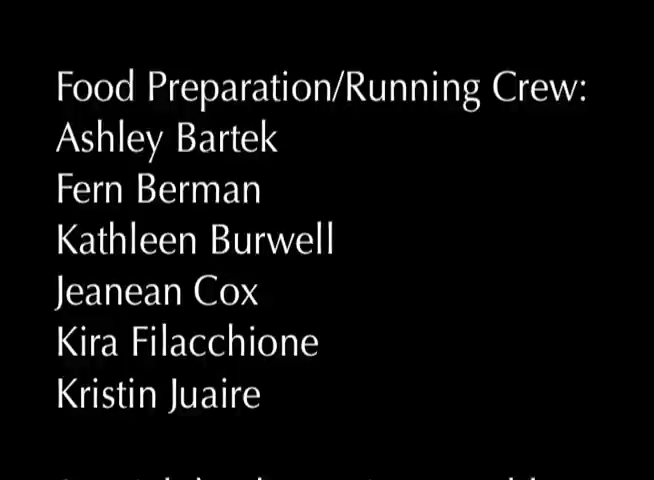 Food Preparation/Running Crew:
Ashley Bartek
Fern Berman
Kathleen Burwell
Jeanean Cox
Kira Filacchione
Kristin Juaire